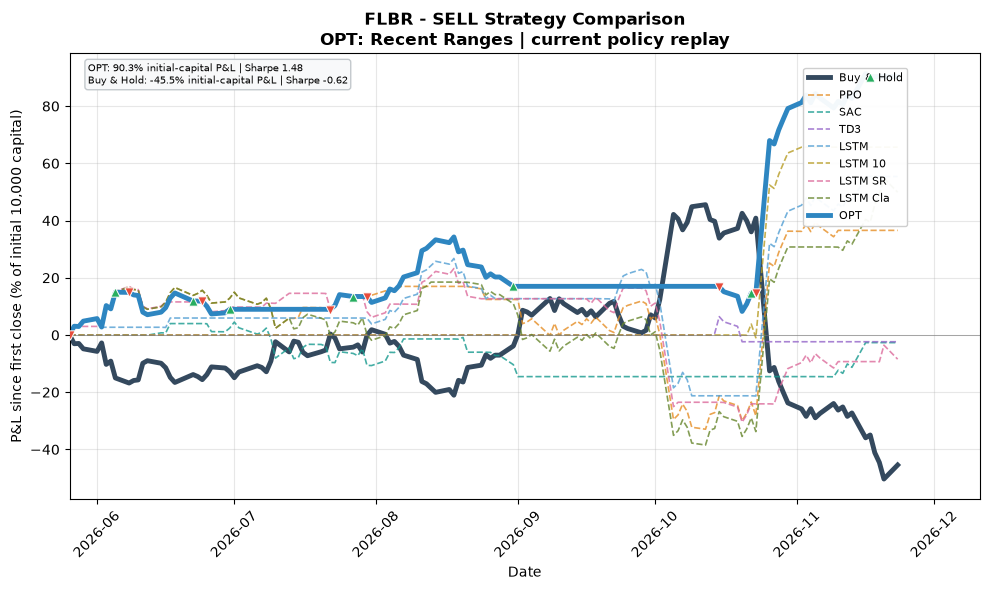 FLBR - SELL Strategy Comparison
OPT: Recent Ranges | current policy replay
OPT: 90.3% initial-capital P&L | Sharpe 1.48
Buy & Hold: -45.5% initial-capital P&L | Sharpe -0.62
Buy & Hold
PPO
SAC
TD3
LSTM
LSTM 10
LSTM SR
LSTM Cla
OPT
P&L since first close (% of initial 10,000 capital)
80
60
40
20
0
−20
−40
2026-06
2026-07
2026-08
2026-09
2026-10
2026-11
2026-12
Date